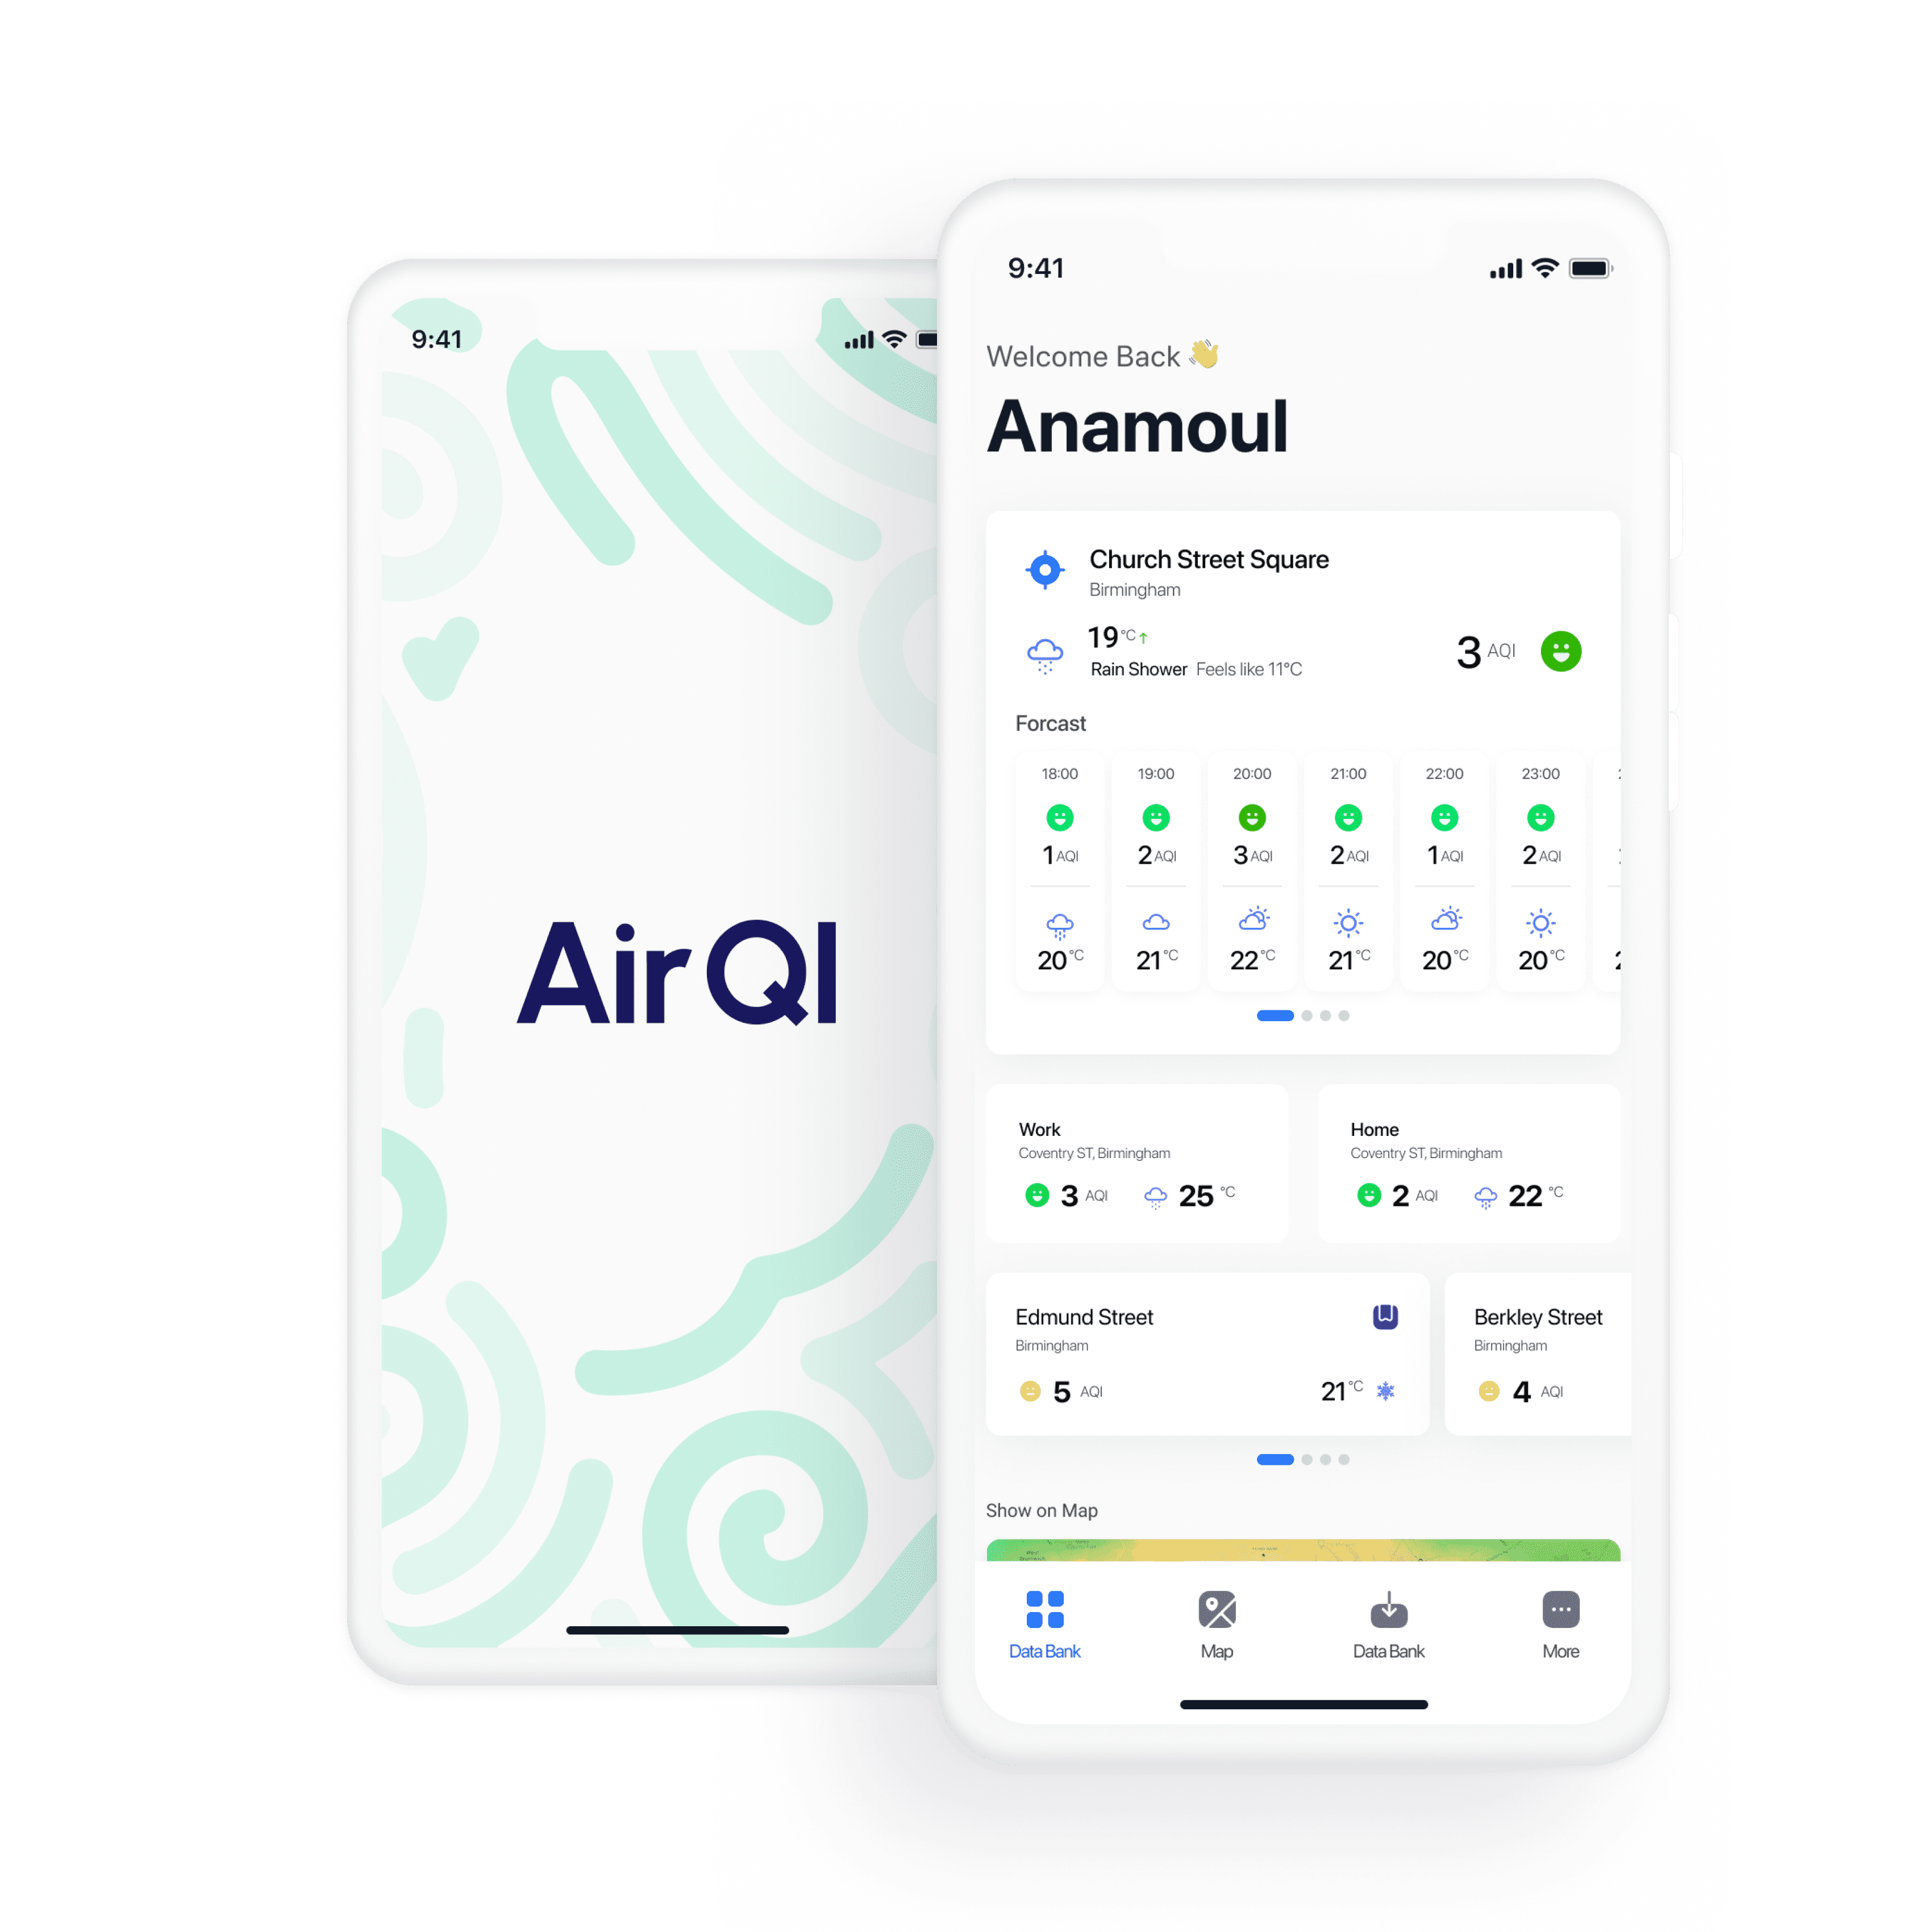 9:41
AirQI
9:41
Welcome Back 👋
Anamoul
Church Street Square
Birmingham
19 °C↑
Rain Shower Feels like 11°C
3 AQI
Forcast
18:00 19:00 20:00 21:00 22:00 23:00
1 AQI 2 AQI 3 AQI 2 AQI 1 AQI 2 AQI
20 °C 21 °C 22 °C 21 °C 20 °C 20 °C
Work
Coventry ST, Birmingham
3 AQI 25 °C
Home
Coventry ST, Birmingham
2 AQI 22 °C
Edmund Street
Birmingham
5 AQI 21 °C
Berkley Street
Birmingham
4 AQI
Show on Map
Data Bank Map Data Bank More